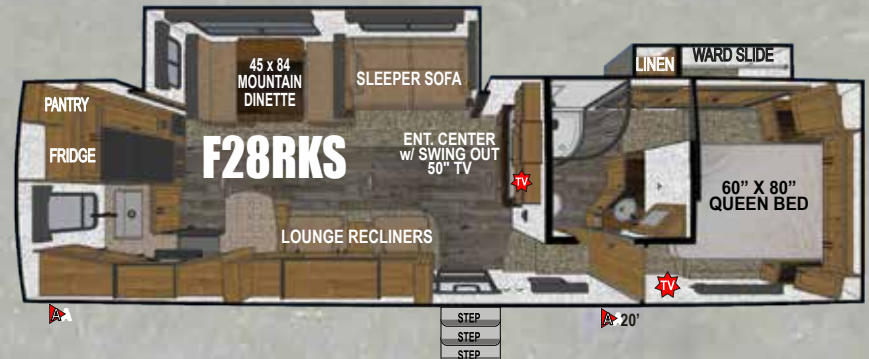 LINEN
WARD SLIDE
45 x 84
MOUNTAIN
DINETTE
SLEEPER SOFA
PANTRY
FRIDGE
F28RKS
ENT. CENTER
w/ SWING OUT
50" TV
TV
60” X 80”
QUEEN BED
LOUNGE RECLINERS
TV
A
A
20'
STEP
STEP
STEP